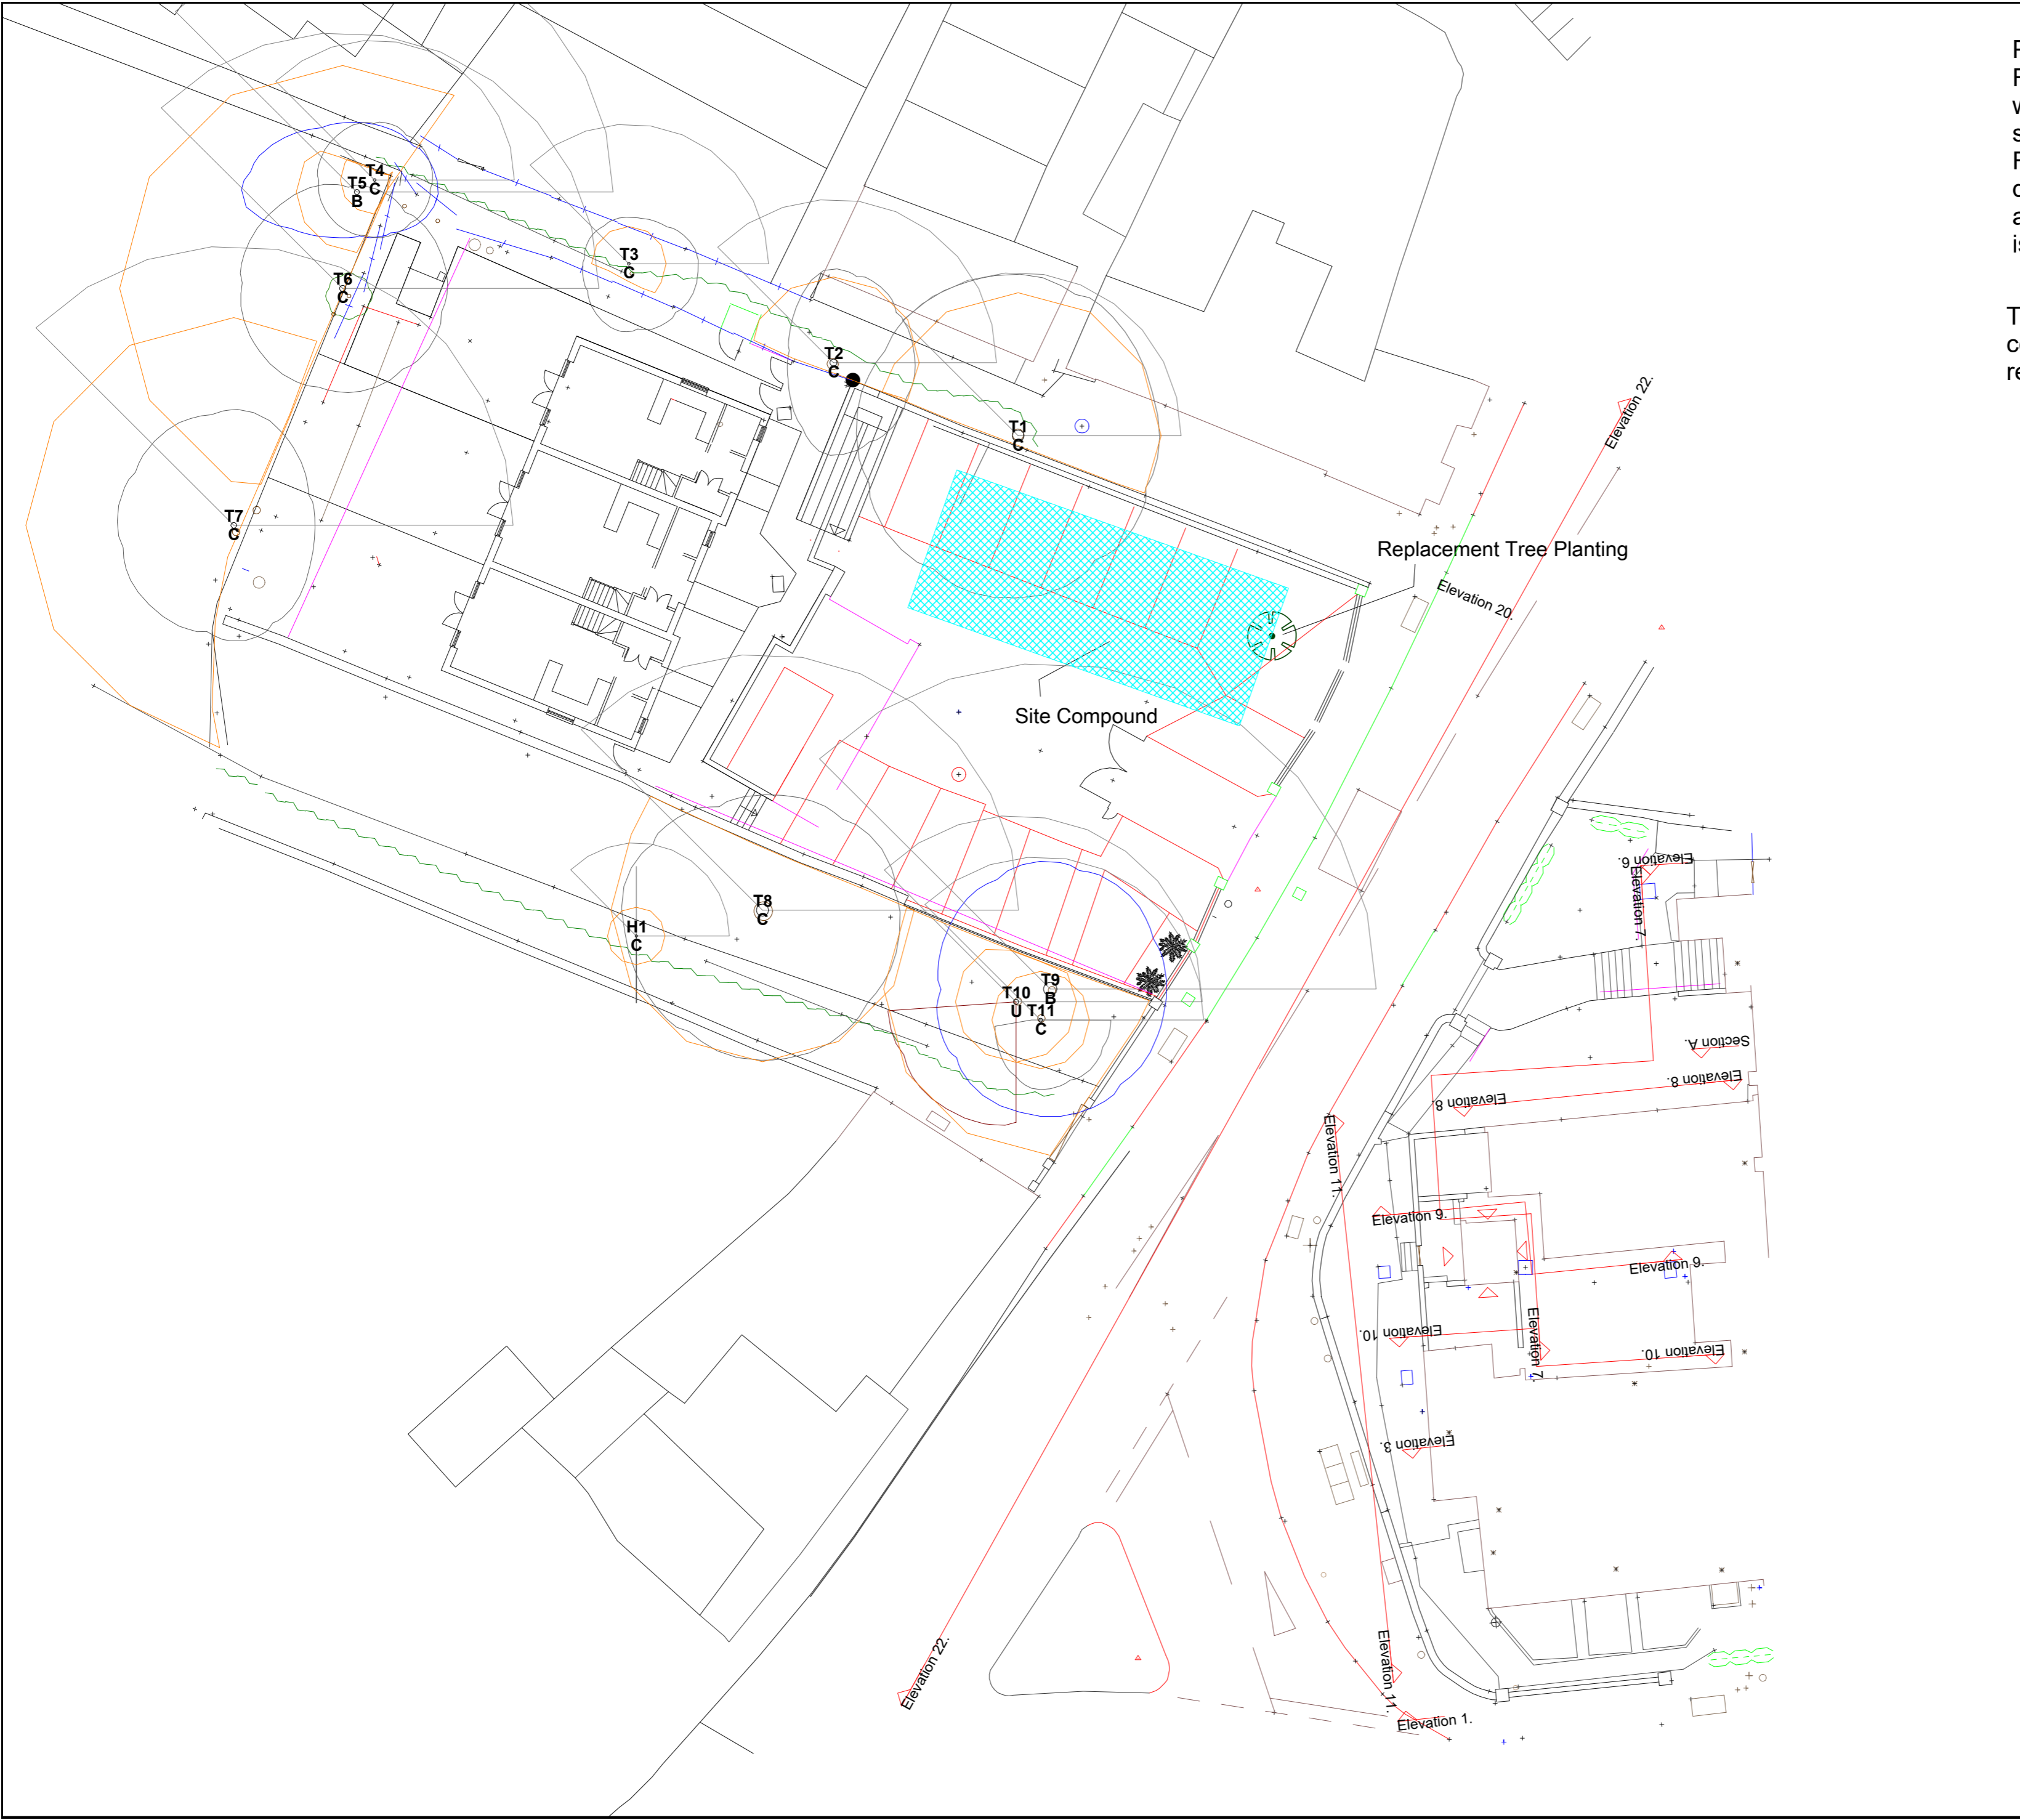 T4
C
T5
B
T3
C
T6
C
T2
C
T1
C
Elevation 22.
T7
C
Replacement Tree Planting
Elevation 20.
Site Compound
T8
C
H1
C
T9
B
T10
U
T11
C
Elevation 6.
Elevation 7.
Section A.
Elevation 8.
Elevation 8.
Elevation 11.
Elevation 9.
Elevation 9.
Elevation 10.
Elevation 7.
Elevation 10.
Elevation 3.
Elevation 22.
Elevation 11.
Elevation 1.